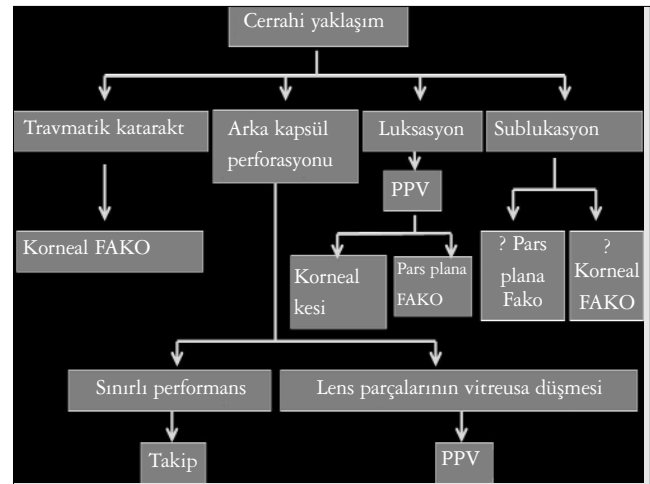 Cerrahi yaklaşım
Travmatik katarakt
Arka kapsül
perforasyonu
Luksasyon
Sublukasyon
PPV
Korneal FAKO
Korneal
kesi
Pars plana
FAKO
? Pars
plana
Fako
?
Korneal
FAKO
Sınırlı performans
Lens parçalarının vitreusa düşmesi
Takip
PPV